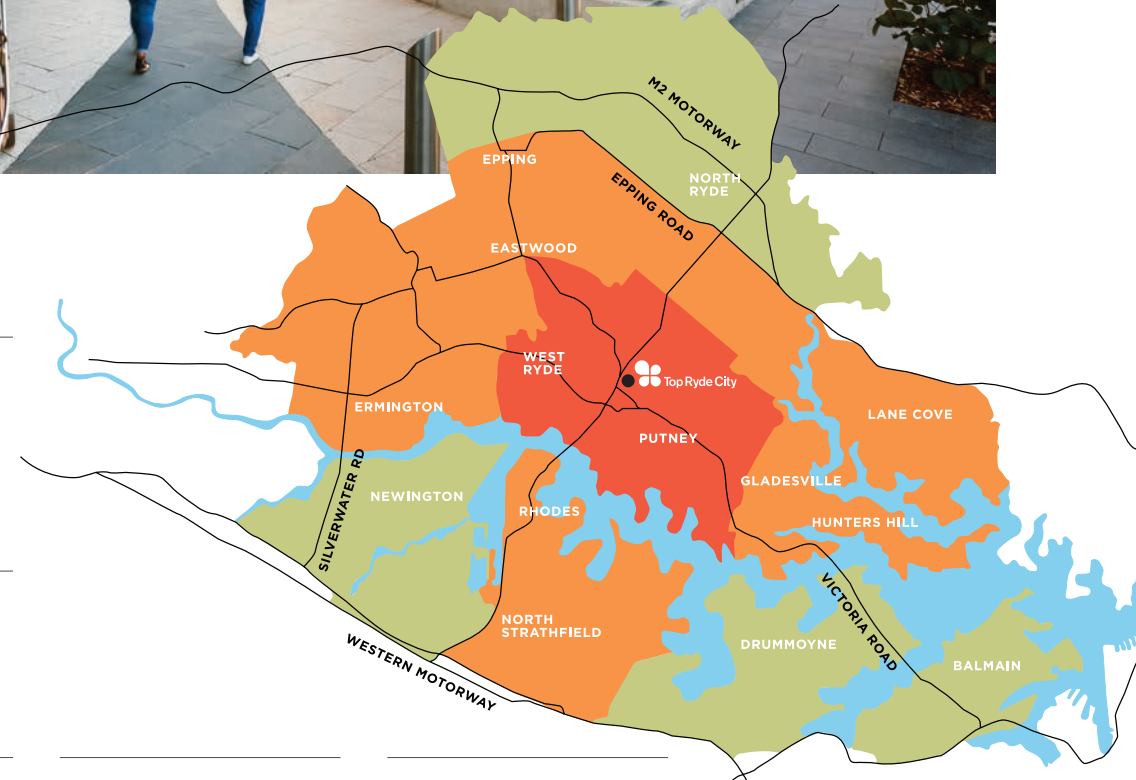 M2 MOTORWAY
EPPING
NORTH
RYDE
EPPING ROAD
EASTWOOD
WEST
RYDE
Top Ryde City
ERMINGTON
LANE COVE
PUTNEY
GLADESVILLE
NEWINGTON
SILVERWATER RD
RHODES
HUNTERS HILL
VICTORIA ROAD
NORTH
STRATHFIELD
DRUMMOYNE
WESTERN MOTORWAY
BALMAIN